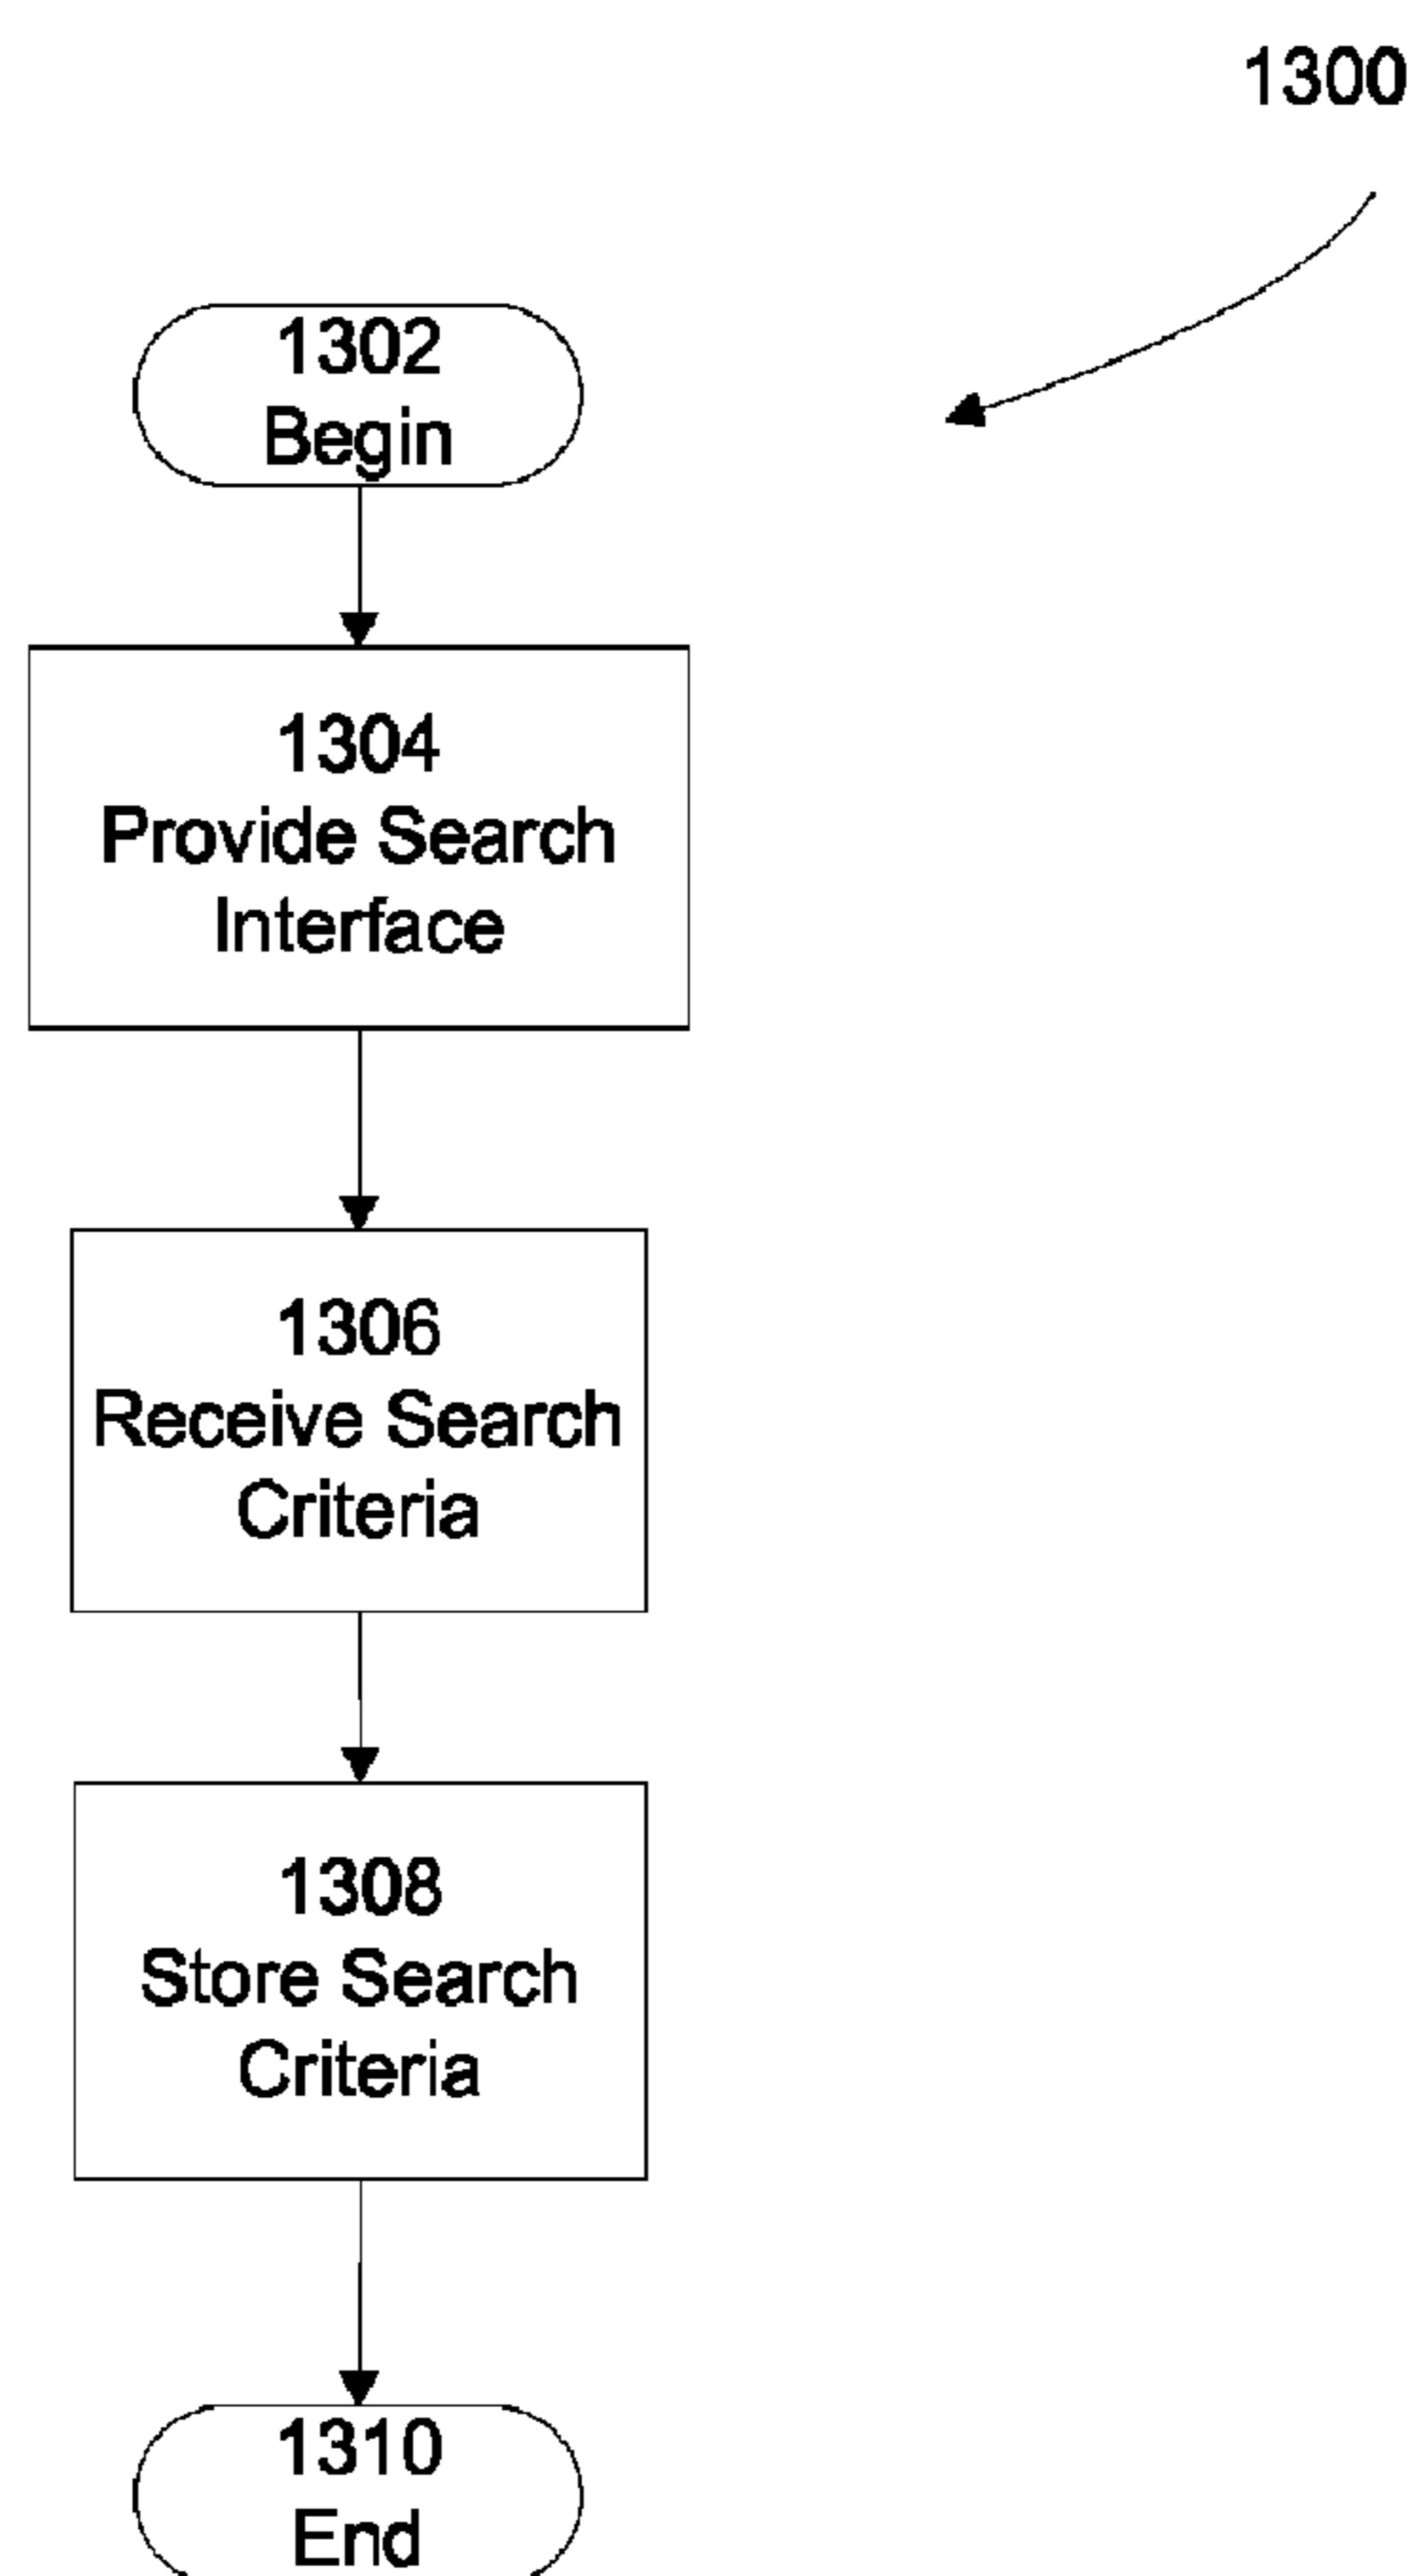 1300
1302
Begin
1304
Provide Search
Interface
1306
Receive Search
Criteria
1308
Store Search
Criteria
1310
End